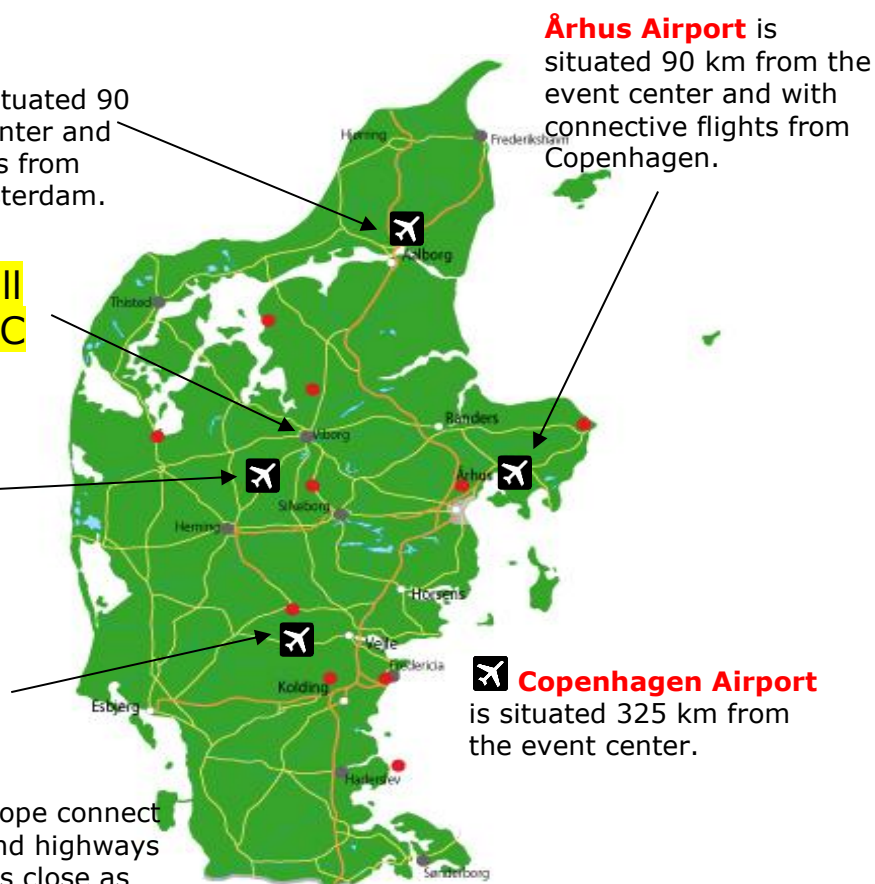 Århus Airport is
situated 90 km from the
event center and with
connective flights from
Copenhagen.
tuated 90
nter and
s from
terdam.
ll
C
Hjørring
Frederikshavn
Aalborg
Thisted
Viborg
Randers
Århus
Silkeborg
Herning
Horsens
Vejle
Fredericia
Kolding
Esbjerg
Copenhagen Airport
is situated 325 km from
the event center.
Haderslev
ope connect
nd highways
s close as
Sønderborg